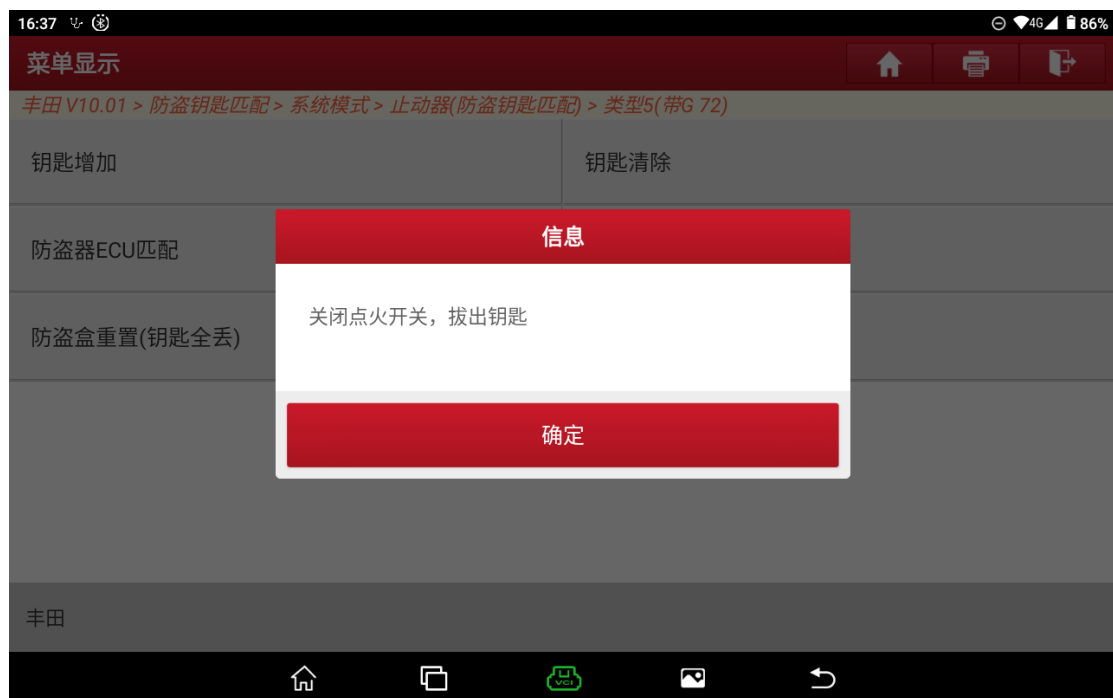 16:37 4G 86%
菜单显示
丰田 V10.01 > 防盗钥匙匹配 > 系统模式 > 止动器(防盗钥匙匹配) > 类型5(带G 72)
钥匙增加 钥匙清除
信息
防盗器ECU匹配
关闭点火开关，拔出钥匙
防盗盒重置(钥匙全丢)
确定
丰田
VCI